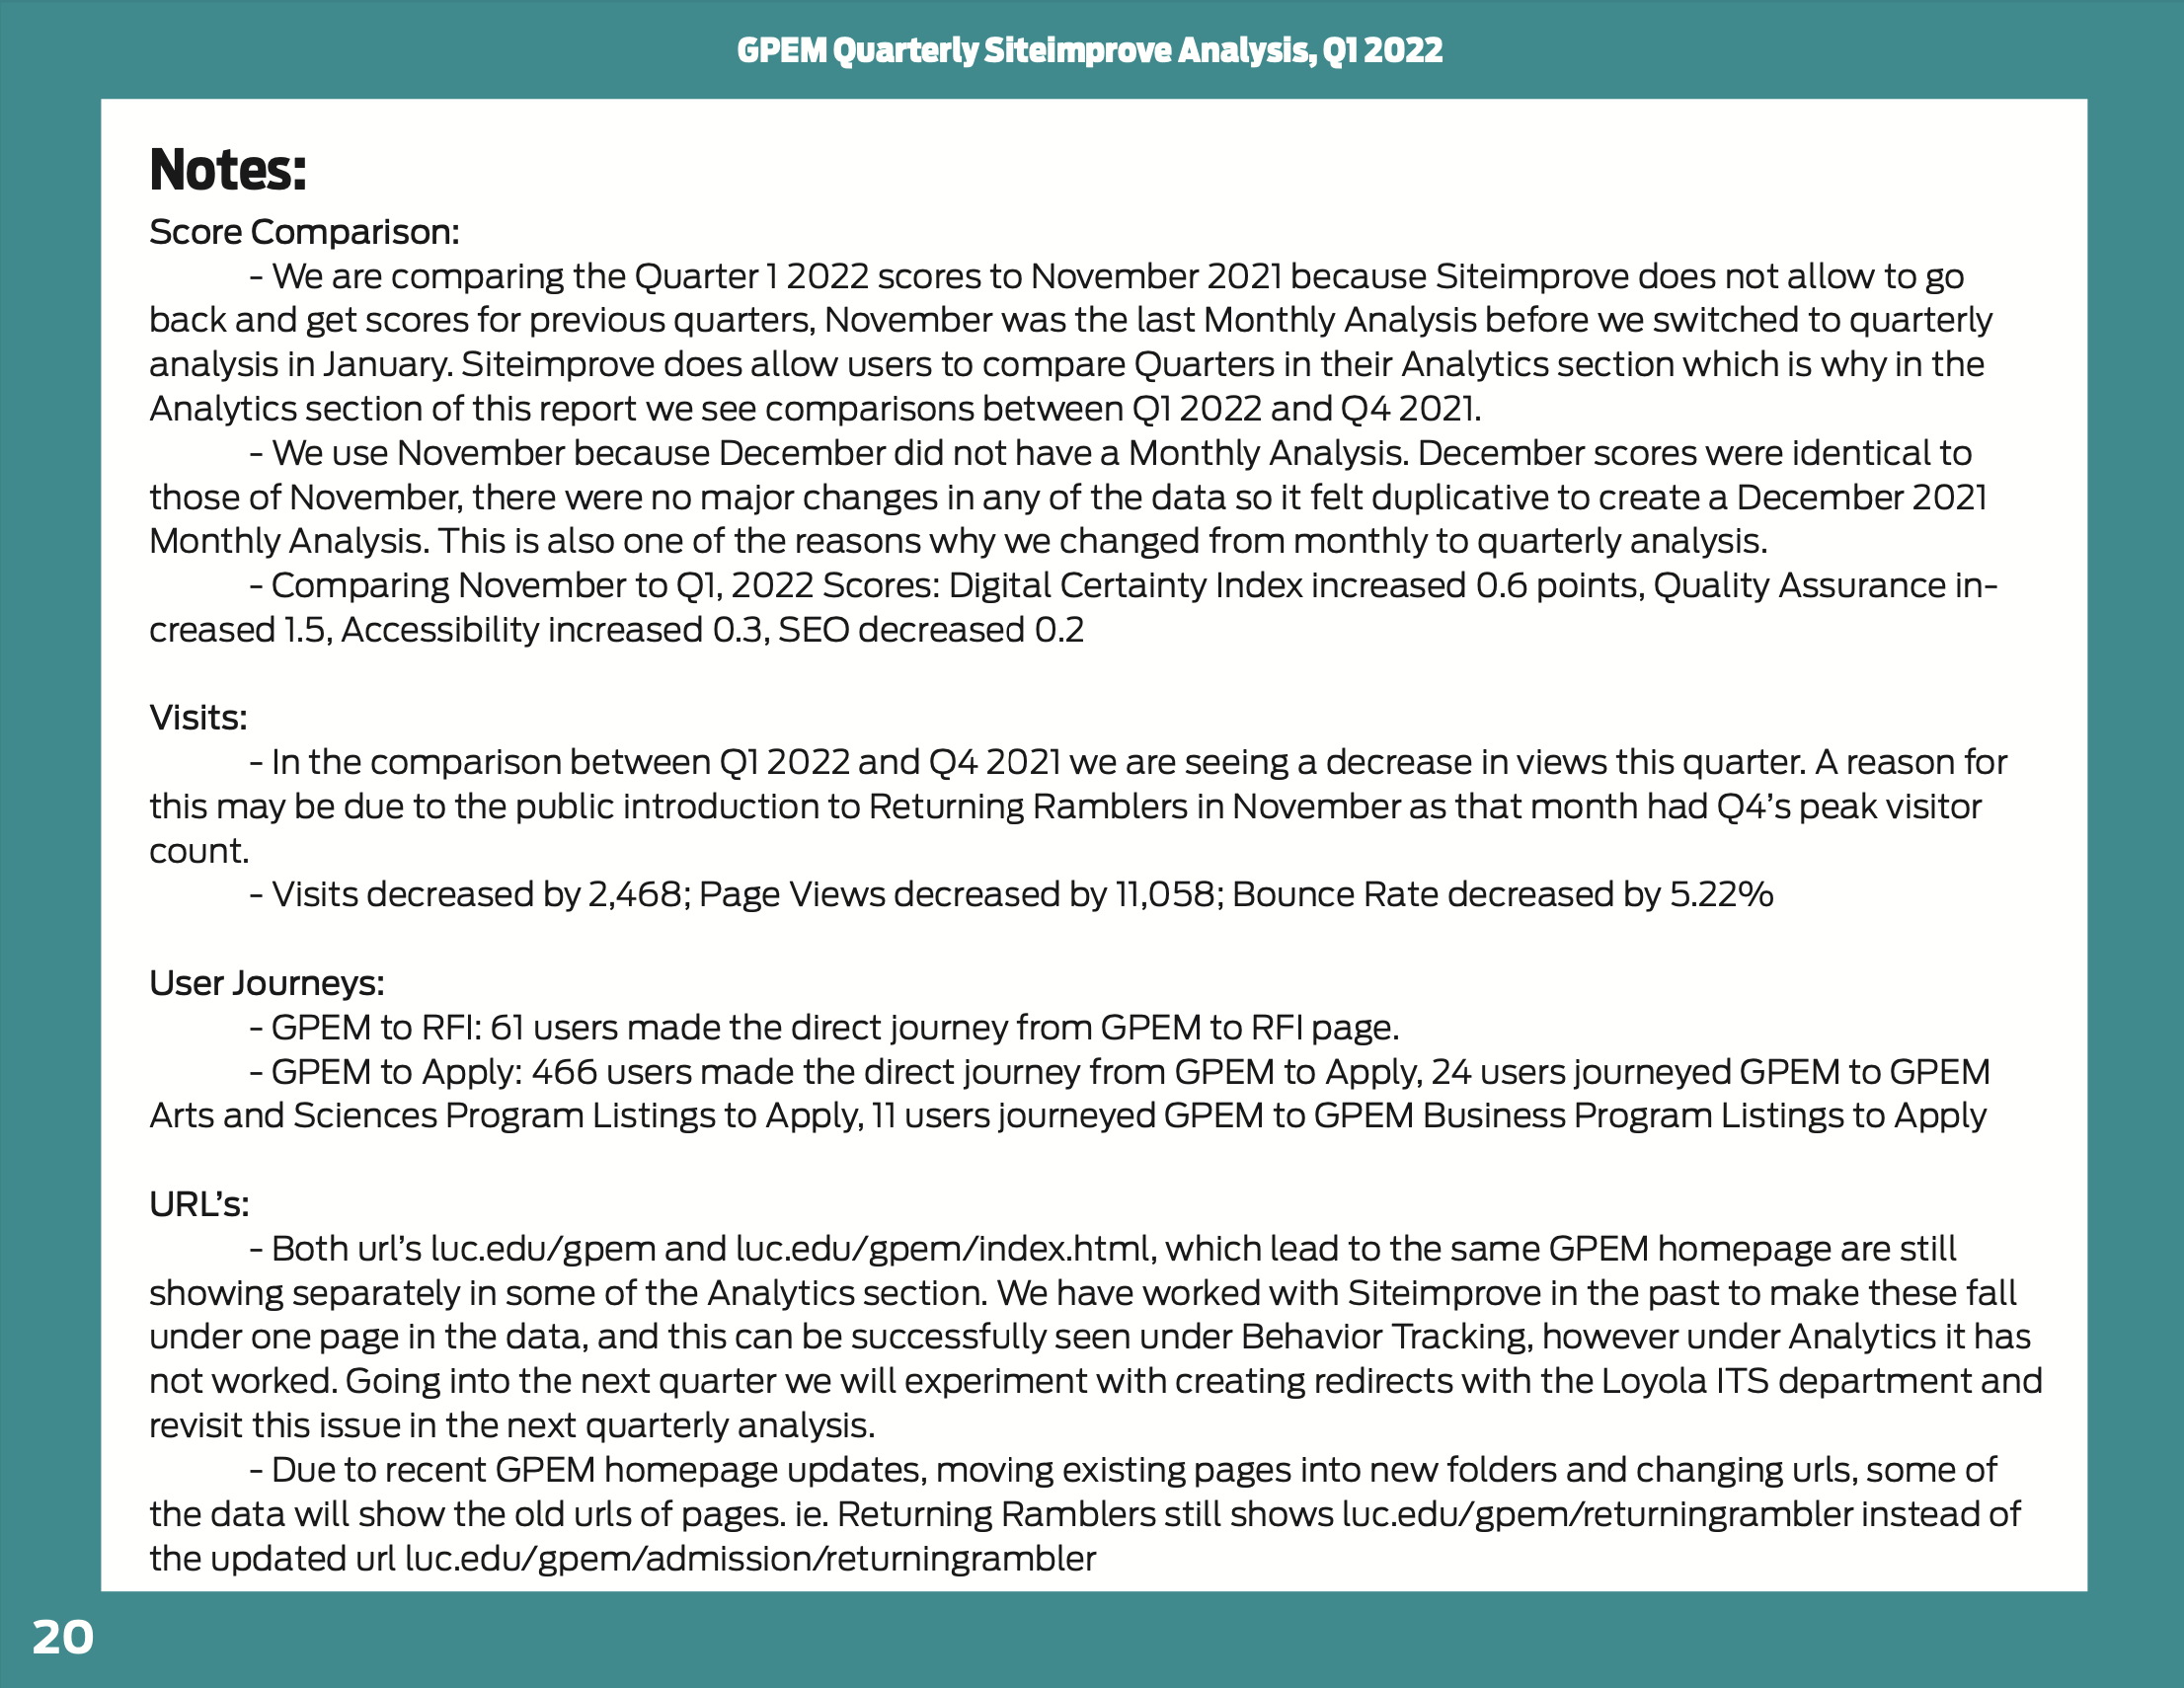 GPEM Quarterly Siteimprove Analysis, Q1 2022
Notes:
Score Comparison:
- We are comparing the Quarter 1 2022 scores to November 2021 because Siteimprove does not allow to go
back and get scores for previous quarters, November was the last Monthly Analysis before we switched to quarterly
analysis in January. Siteimprove does allow users to compare Quarters in their Analytics section which is why in the
Analytics section of this report we see comparisons between Q1 2022 and Q4 2021.
- We use November because December did not have a Monthly Analysis. December scores were identical to
those of November, there were no major changes in any of the data so it felt duplicative to create a December 2021
Monthly Analysis. This is also one of the reasons why we changed from monthly to quarterly analysis.
- Comparing November to Q1, 2022 Scores: Digital Certainty Index increased 0.6 points, Quality Assurance in-
creased 1.5, Accessibility increased 0.3, SEO decreased 0.2
Visits:
- In the comparison between Q1 2022 and Q4 2021 we are seeing a decrease in views this quarter. A reason for
this may be due to the public introduction to Returning Ramblers in November as that month had Q4’s peak visitor
count.
- Visits decreased by 2,468; Page Views decreased by 11,058; Bounce Rate decreased by 5.22%
User Journeys:
- GPEM to RFI: 61 users made the direct journey from GPEM to RFI page.
- GPEM to Apply: 466 users made the direct journey from GPEM to Apply, 24 users journeyed GPEM to GPEM
Arts and Sciences Program Listings to Apply, 11 users journeyed GPEM to GPEM Business Program Listings to Apply
URL’s:
- Both url’s luc.edu/gpem and luc.edu/gpem/index.html, which lead to the same GPEM homepage are still
showing separately in some of the Analytics section. We have worked with Siteimprove in the past to make these fall
under one page in the data, and this can be successfully seen under Behavior Tracking, however under Analytics it has
not worked. Going into the next quarter we will experiment with creating redirects with the Loyola ITS department and
revisit this issue in the next quarterly analysis.
- Due to recent GPEM homepage updates, moving existing pages into new folders and changing urls, some of
the data will show the old urls of pages. ie. Returning Ramblers still shows luc.edu/gpem/returningrambler instead of
the updated url luc.edu/gpem/admission/returningrambler
20